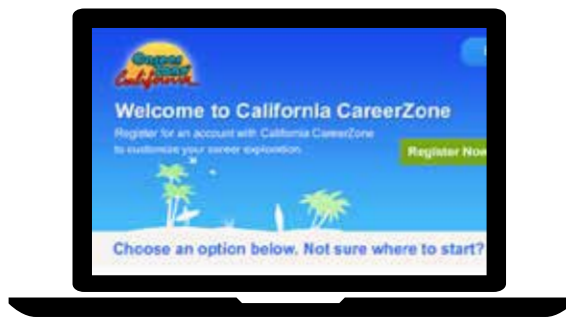 Career
Zone
California
Welcome to California CareerZone
Register for an account with California CareerZone
to customize your career exploration.
Register Now
Choose an option below. Not sure where to start?